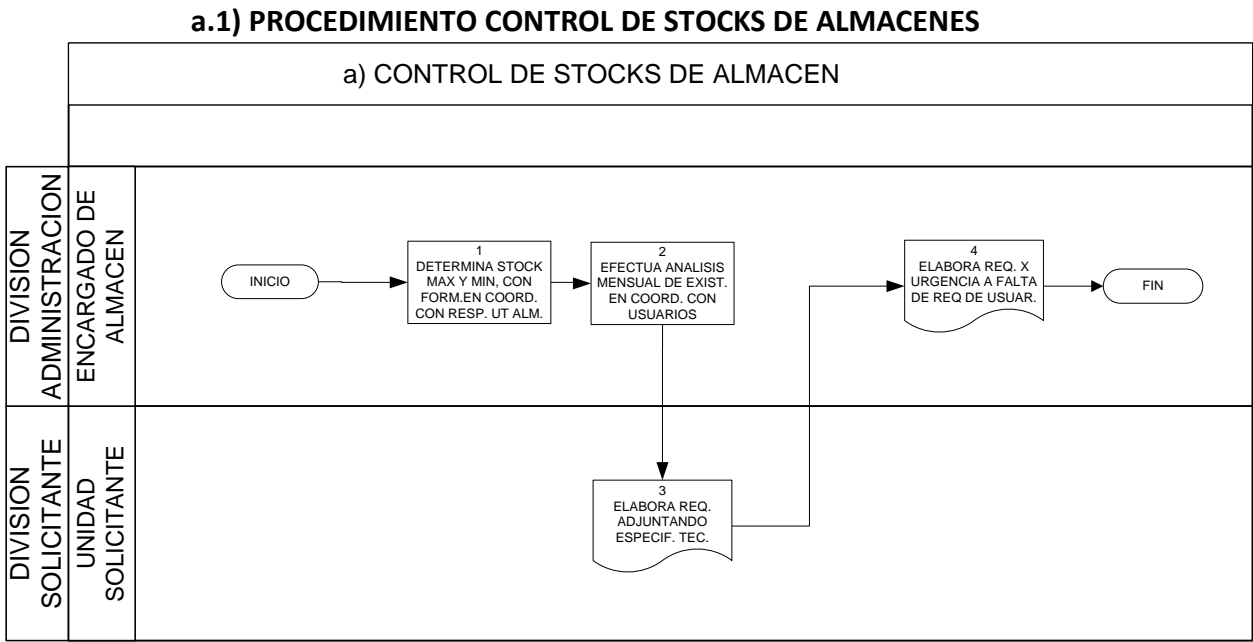 a.1) PROCEDIMIENTO CONTROL DE STOCKS DE ALMACENES
a) CONTROL DE STOCKS DE ALMACEN
DIVISION
ADMINISTRACION
ENCARGADO DE
ALMACEN
INICIO
1
DETERMINA STOCK
MAX Y MIN, CON
FORM.EN COORD.
CON RESP. UT ALM.
2
EFECTUA ANALISIS
MENSUAL DE EXIST.
EN COORD. CON
USUARIOS
4
ELABORA REQ. X
URGENCIA A FALTA
DE REQ DE USUAR.
FIN
DIVISION
SOLICITANTE
UNIDAD
SOLICITANTE
3
ELABORA REQ.
ADJUNTANDO
ESPECIF. TEC.